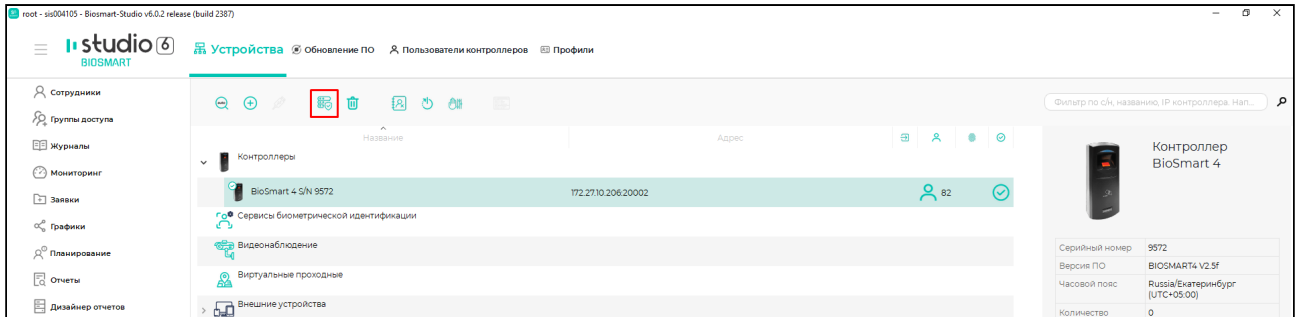 root - sis004105 - Biosmart-Studio v6.0.2 release (build 2387)
studio 6
BIOSMART
Устройства
Обновление ПО
Пользователи контроллеров
Профили
Сотрудники
Группы доступа
Журналы
Мониторинг
Заявки
Графики
Планирование
Отчеты
Дизайнер отчетов
Фильтр по с/н, названию, IP контроллера. Нап...
Название
Адрес
Контроллеры
BioSmart 4 S/N 9572
172.27.10.206:20002
82
Сервисы биометрической идентификации
Видеонаблюдение
Виртуальные проходные
Внешние устройства
Контроллер
BioSmart 4
Серийный номер 9572
Версия ПО BIOSMART4 V2.5f
Часовой пояс Russia/Екатеринбург
(UTC+05:00)
Количество 0